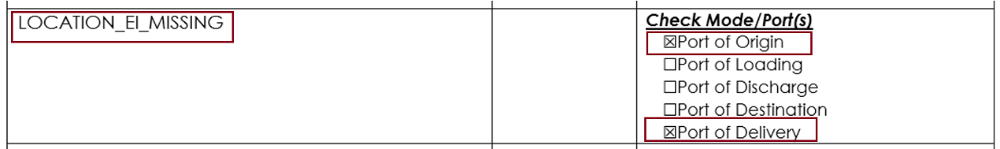 LOCATION_EI_MISSING
Check Mode/Port(s)
☒Port of Origin
☐Port of Loading
☐Port of Discharge
☐Port of Destination
☒Port of Delivery